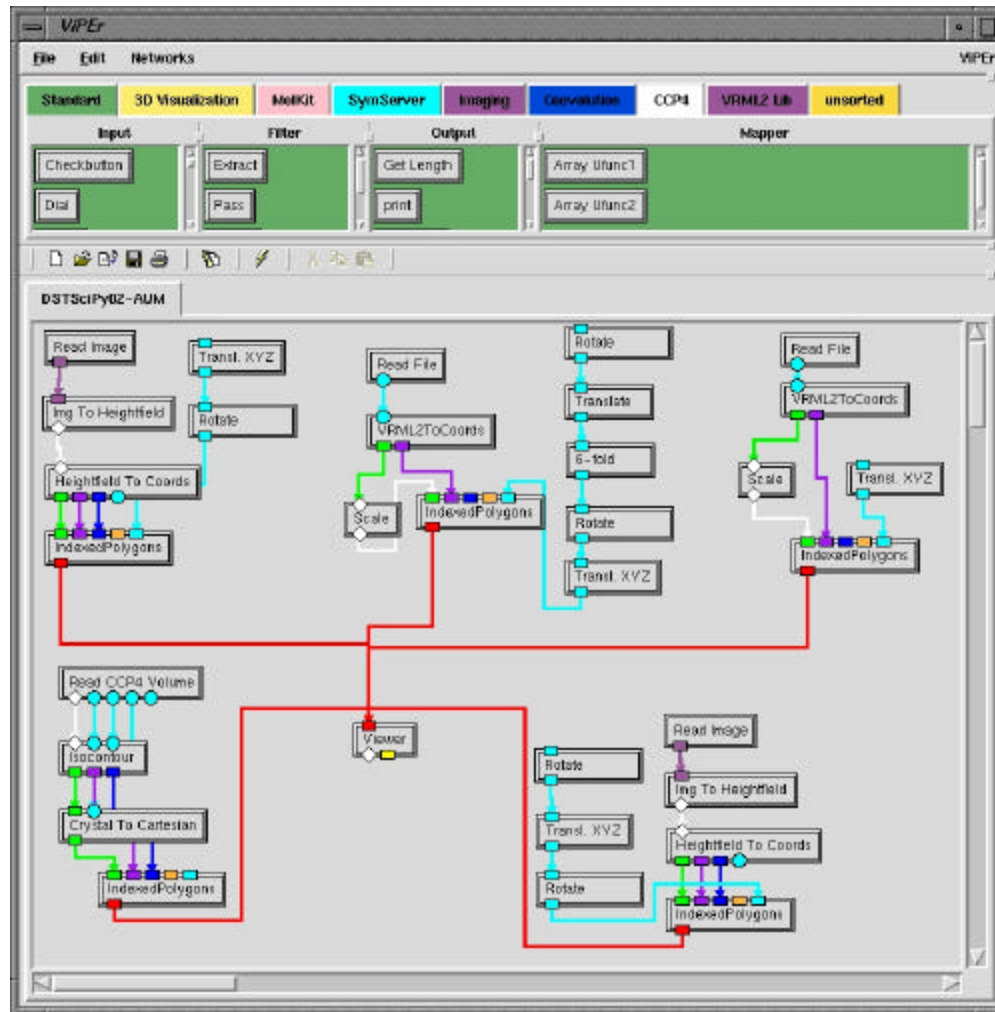 ViPEr
File Edit Networks ViPEr
Standard 3D Visualization MolKit SymServer Imaging Convolution CCP4 VRML2 Lib unsorted
Input Filter Output Mapper
Checkbutton Extract Get Length Array Ufunc1
Dial Pass print Array Ufunc2
DSTSciPy02-AUM
Read Image Transl. XYZ Read File Rotate Read File
Img To Heightfield Rotate VRML2ToCoords Translate VRML2ToCoords
Heightfield To Coords 6-fold Scale Transl. XYZ
Scale IndexedPolygons Rotate
IndexedPolygons Transl. XYZ IndexedPolygons
Read CCP4 Volume
Viewer Read Image
Isocontour Rotate Img To Heightfield
Crystal To Cartesian Transl. XYZ Heightfield To Coords
IndexedPolygons Rotate IndexedPolygons